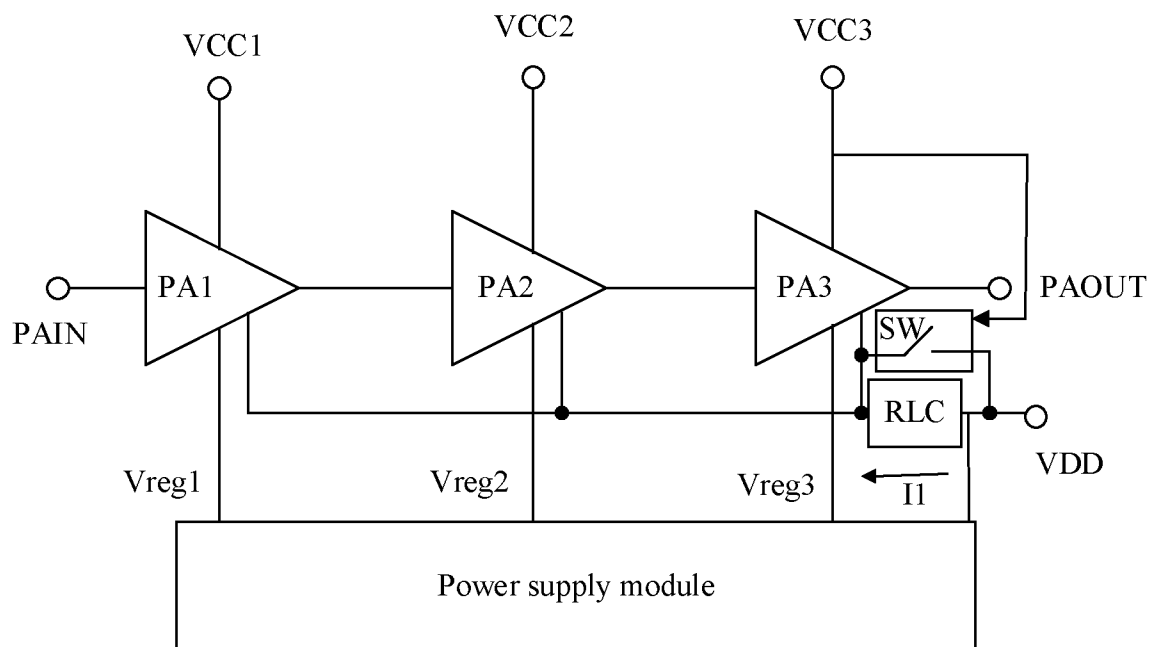 VCC1
VCC2
VCC3
PA1
PA2
PA3
PAIN
PAOUT
SW
RLC
VDD
Vreg1
Vreg2
Vreg3
I1
Power supply module